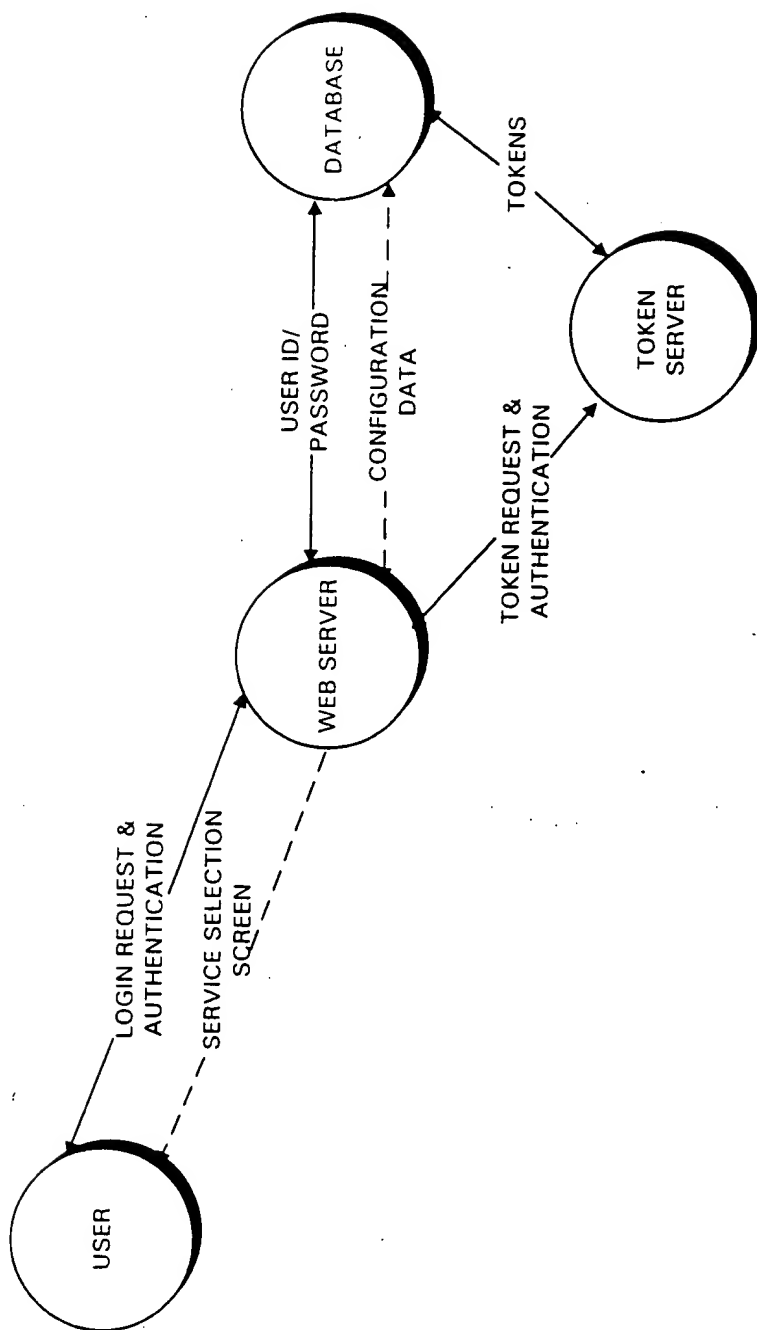 USER
LOGIN REQUEST &
AUTHENTICATION
SERVICE SELECTION
SCREEN
WEB SERVER
USER ID/
PASSWORD
CONFIGURATION
DATA
DATABASE
TOKEN REQUEST &
AUTHENTICATION
TOKENS
TOKEN
SERVER